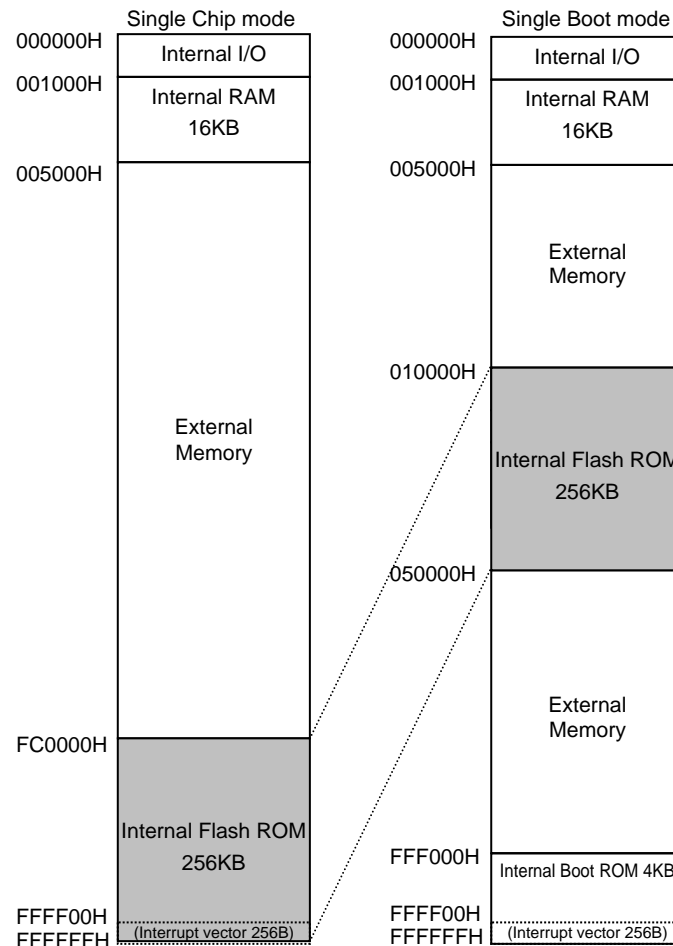 Single Chip mode
000000H
Internal I/O
001000H
Internal RAM
16KB
005000H
External
Memory
FC0000H
Internal Flash ROM
256KB
FFFF00H
(Interrupt vector 256B)
FFFFFFH
Single Boot mode
000000H
Internal I/O
001000H
Internal RAM
16KB
005000H
External
Memory
010000H
Internal Flash ROM
256KB
050000H
External
Memory
FFF000H
Internal Boot ROM 4KB
FFFF00H
(Interrupt vector 256B)
FFFFFFH